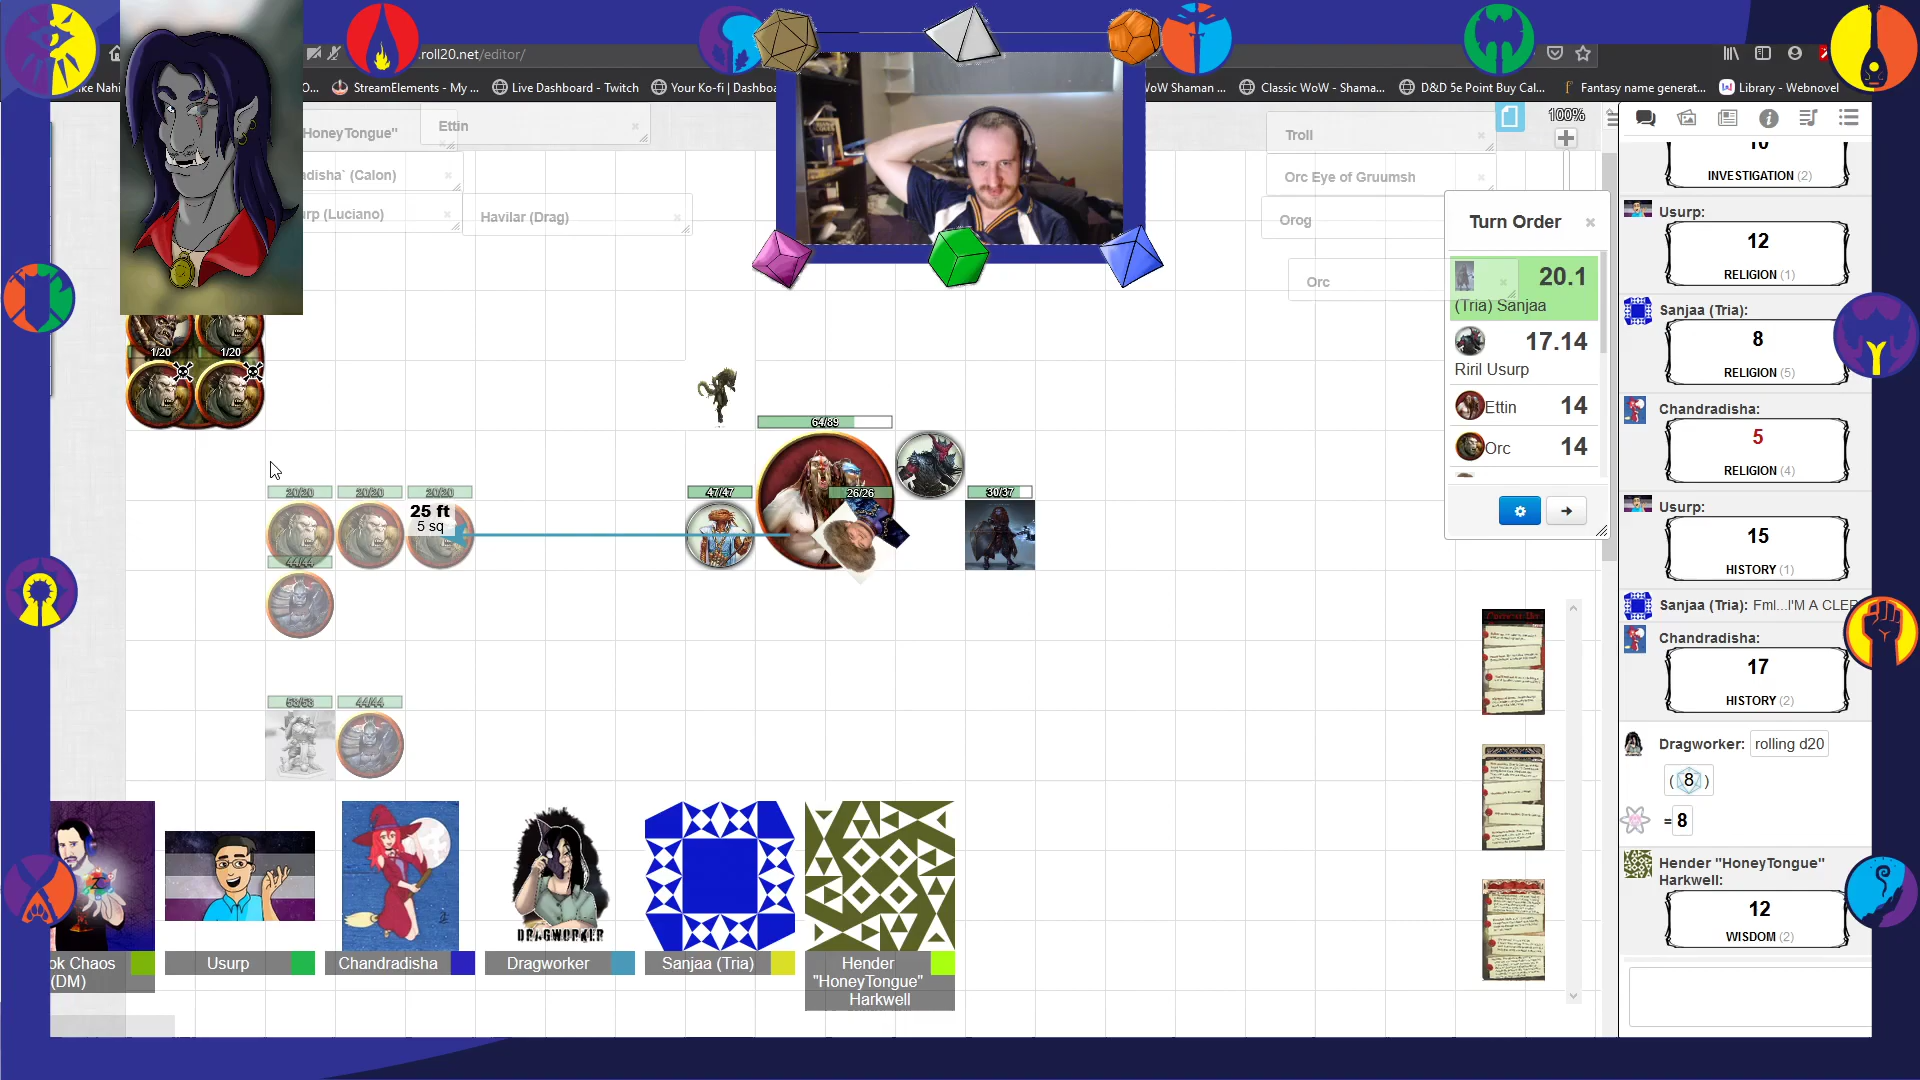 .roll20.net/editor/
ke Nahi
O...
StreamElements - My ...
Live Dashboard - Twitch
Your Ko-fi | Dashboa
WoW Shaman ...
Classic WoW - Shama...
D&D 5e Point Buy Cal...
Fantasy name generat...
Library - Webnovel
HoneyTongue"
Ettin
adisha` (Calon)
urp (Luciano)
Havilar (Drag)
Troll
Orc Eye of Gruumsh
Orog
Orc
100%
Turn Order
20.1
(Tria) Sanjaa
17.14
Riril Usurp
Ettin 14
Orc 14
1/20 1/20
64/89
20/20 20/20 20/20
47/47
26/26
30/37
25 ft
5 sq
44/44
53/53 44/44
ok Chaos
(DM)
Usurp
Chandradisha
DRAGWORKER
Dragworker
Sanjaa (Tria)
Hender
"HoneyTongue"
Harkwell
10
INVESTIGATION (2)
Usurp:
12
RELIGION (1)
Sanjaa (Tria):
8
RELIGION (5)
Chandradisha:
5
RELIGION (4)
Usurp:
15
HISTORY (1)
Sanjaa (Tria): Fml...I'M A CLER
Chandradisha:
17
HISTORY (2)
Dragworker: rolling d20
(8)
=8
Hender "HoneyTongue"
Harkwell:
12
WISDOM (2)